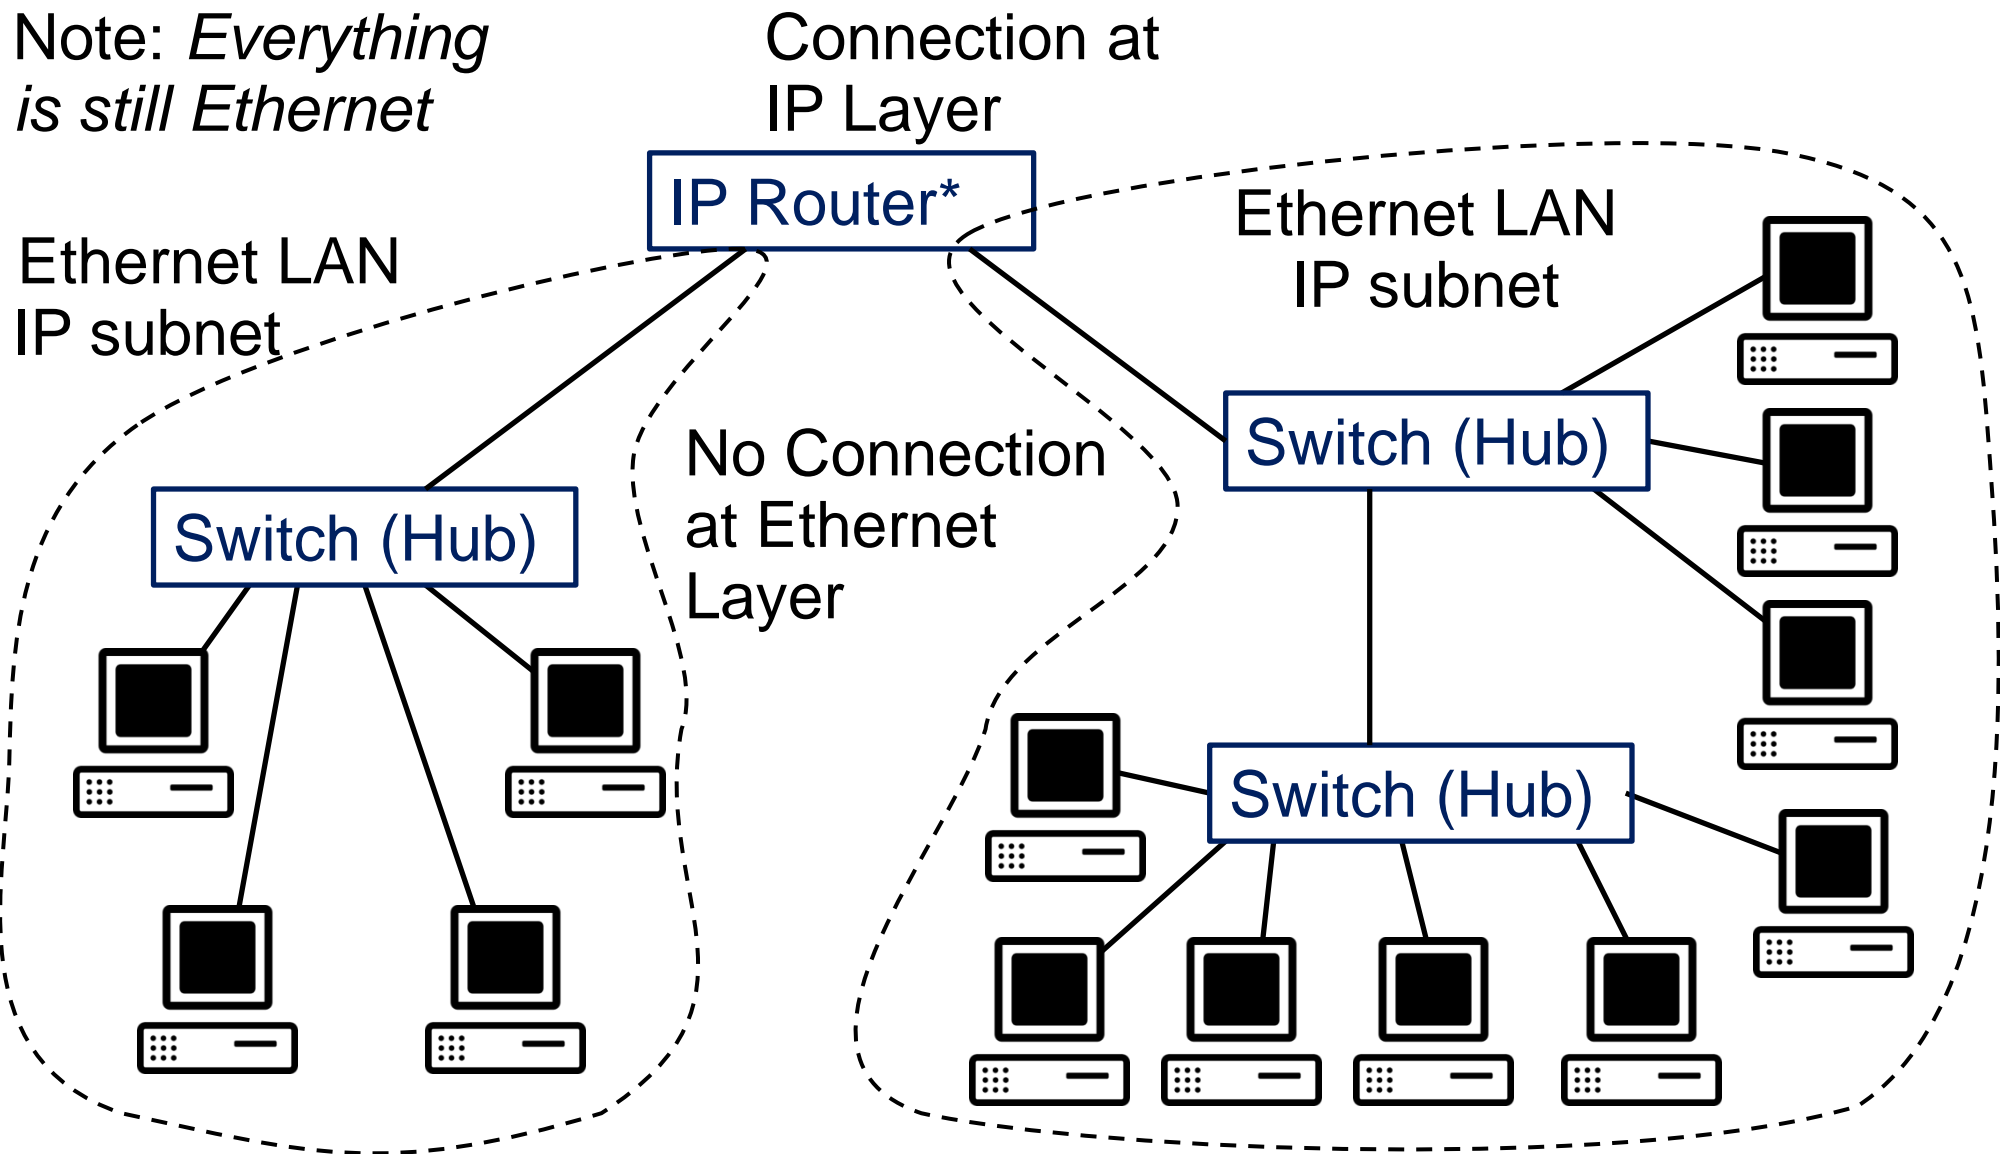 Note: Everything
is still Ethernet
Connection at
IP Layer
IP Router*
Ethernet LAN
IP subnet
Ethernet LAN
IP subnet
Switch (Hub)
No Connection
at Ethernet
Layer
Switch (Hub)
Switch (Hub)